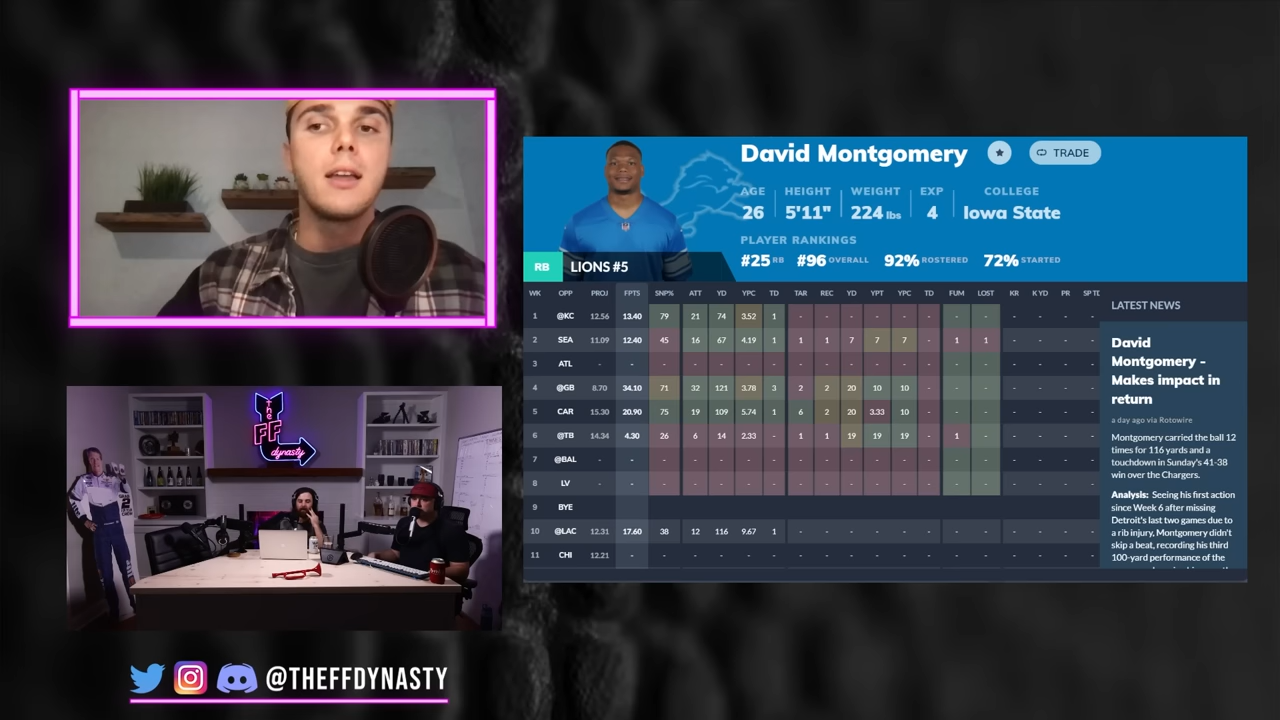 The
FF
dynasty
@THEFFDYNASTY
David Montgomery
TRADE
AGE HEIGHT WEIGHT EXP COLLEGE
26 5'11" 224 lbs 4 Iowa State
PLAYER RANKINGS
#25 RB #96 OVERALL 92% ROSTERED 72% STARTED
RB LIONS #5
WK OPP PROJ FPTS SNP% ATT YD YPC TD TAR REC YD YPT YPC TD FUM LOST KR K YD PR SP TD
1 @KC 12.56 13.40 79 21 74 3.52 1 - - - - - - - - - - - -
2 SEA 11.09 12.40 45 16 67 4.19 1 1 1 7 7 7 - 1 1 - - - -
3 ATL - - - - - - - - - - - - - - - - - - -
4 @GB 8.70 34.10 71 32 121 3.78 3 2 2 20 10 10 - - - - - - -
5 CAR 15.30 20.90 75 19 109 5.74 1 6 2 20 3.33 10 - - - - - - -
6 @TB 14.34 4.30 26 6 14 2.33 - 1 1 19 19 19 - 1 - - - - -
7 @BAL - - - - - - - - - - - - - - - - - - -
8 LV - - - - - - - - - - - - - - - - - - -
9 BYE
10 @LAC 12.31 17.60 38 12 116 9.67 1 - - - - - - - - - - - -
11 CHI 12.21 - - - - - - - - - - - - - - - - - -
LATEST NEWS
David
Montgomery -
Makes impact in
return
a day ago via Rotowire
Montgomery carried the ball 12
times for 116 yards and a
touchdown in Sunday's 41-38
win over the Chargers.
Analysis: Seeing his first action
since Week 6 after missing
Detroit's last two games due to
a rib injury, Montgomery didn't
skip a beat, recording his third
100-yard performance of the